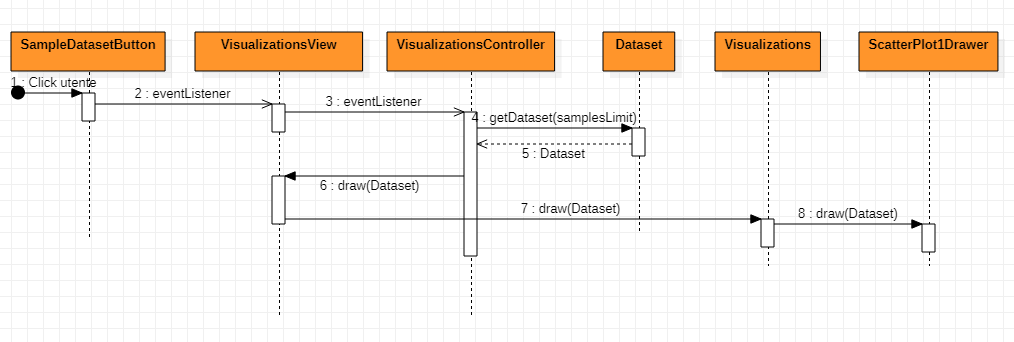 SampleDatasetButton
VisualizationsView
VisualizationsController
Dataset
Visualizations
ScatterPlot1Drawer
1 : Click utente
2 : eventListener
3 : eventListener
4 : getDataset(samplesLimit)
5 : Dataset
6 : draw(Dataset)
7 : draw(Dataset)
8 : draw(Dataset)